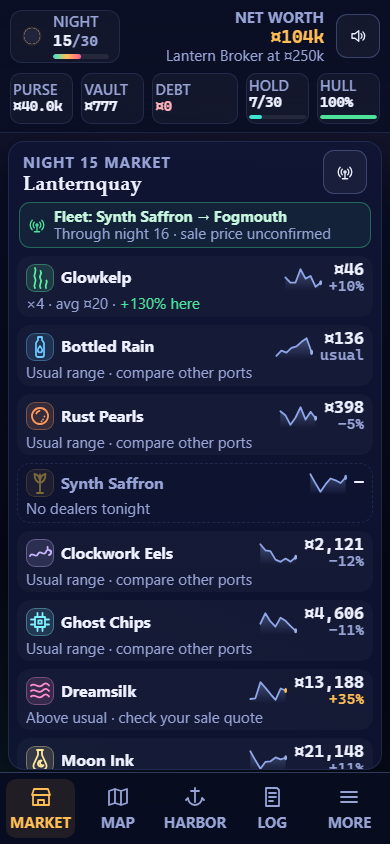 NIGHT
15/30
NET WORTH
¤104k
Lantern Broker at ¤250k
PURSE
¤40.0k
VAULT
¤777
DEBT
¤0
HOLD
7/30
HULL
100%
NIGHT 15 MARKET
Lanternquay
Fleet: Synth Saffron → Fogmouth
Through night 16 · sale price unconfirmed
Glowkelp
¤46
+10%
×4 · avg ¤20 · +130% here
Bottled Rain
¤136
usual
Usual range · compare other ports
Rust Pearls
¤398
−5%
Usual range · compare other ports
Synth Saffron
—
No dealers tonight
Clockwork Eels
¤2,121
−12%
Usual range · compare other ports
Ghost Chips
¤4,606
−11%
Usual range · compare other ports
Dreamsilk
¤13,188
+35%
Above usual · check your sale quote
Moon Ink
¤21,148
+11%
MARKET
MAP
HARBOR
LOG
MORE